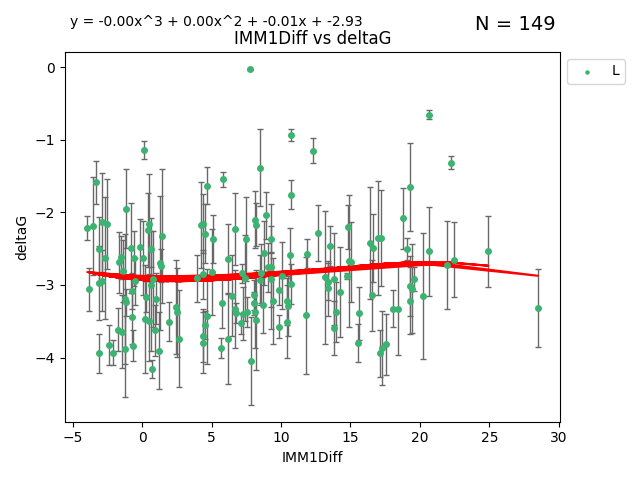 y = -0.00x^3 + 0.00x^2 + -0.01x + -2.93
N = 149
IMM1Diff vs deltaG
L
deltaG
0
−1
−2
−3
−4
−5 0 5 10 15 20 25 30
IMM1Diff